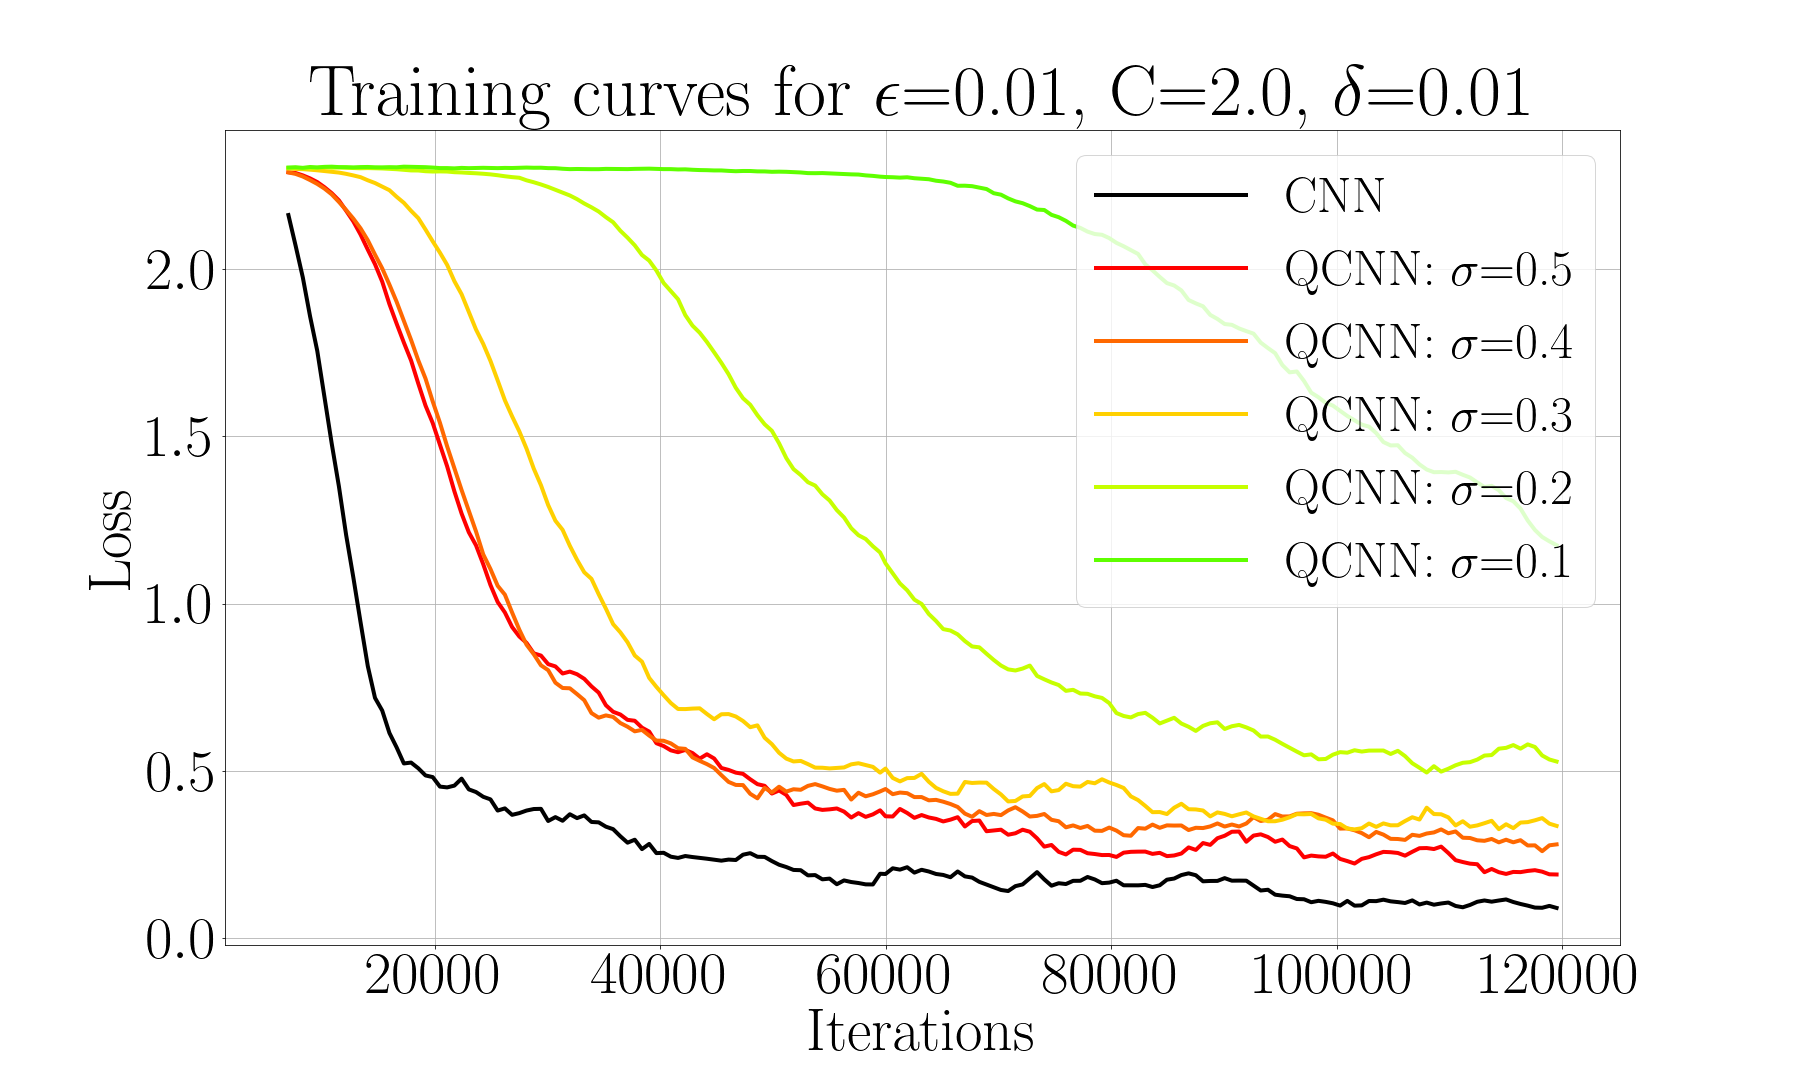 Training curves for ϵ=0.01, C=2.0, δ=0.01
CNN
QCNN: σ=0.5
QCNN: σ=0.4
QCNN: σ=0.3
QCNN: σ=0.2
QCNN: σ=0.1
Loss
2.0
1.5
1.0
0.5
0.0
20000 40000 60000 80000 100000 120000
Iterations